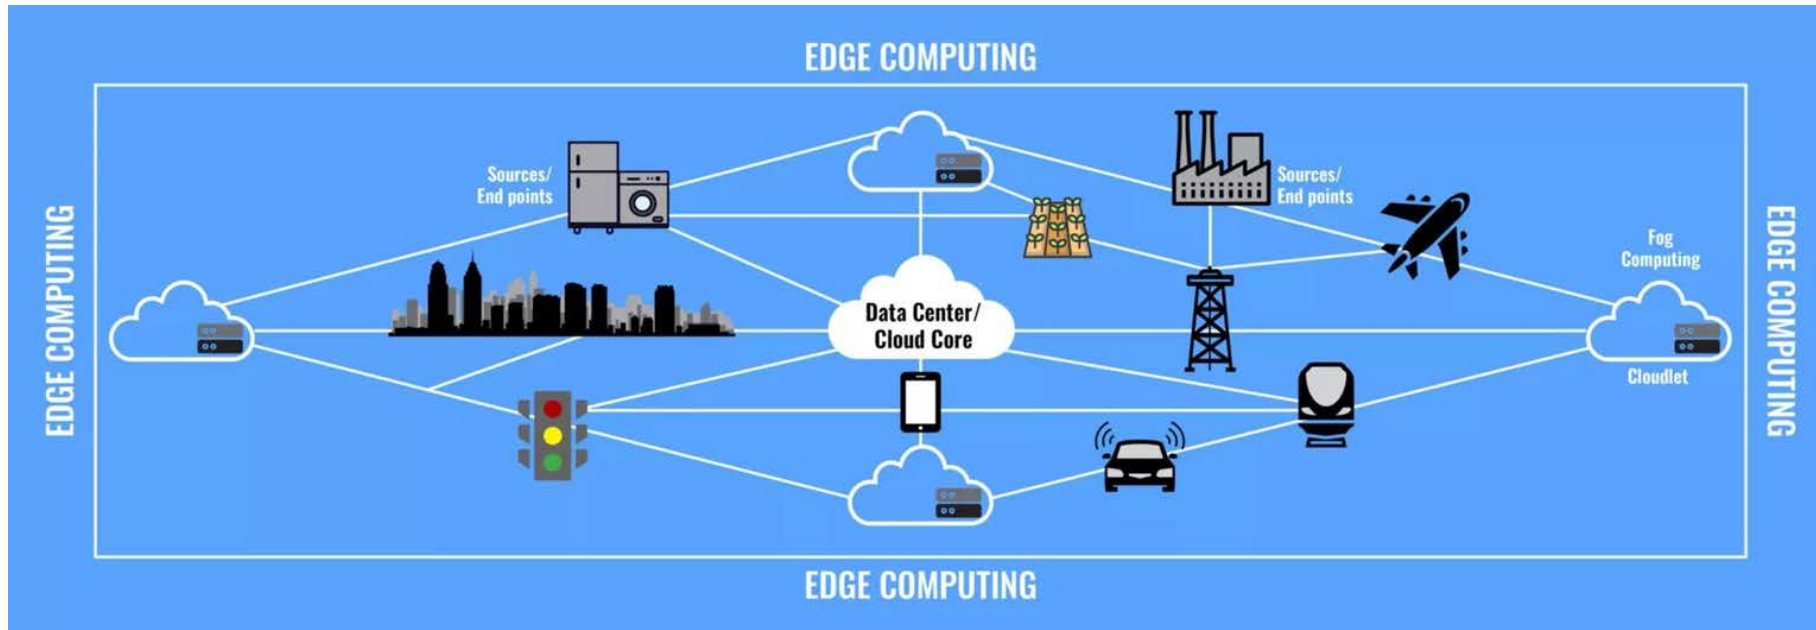 EDGE COMPUTING
Sources/
End points
Sources/
End points
EDGE COMPUTING
Fog
Computing
EDGE COMPUTING
Data Center/
Cloud Core
Cloudlet
EDGE COMPUTING